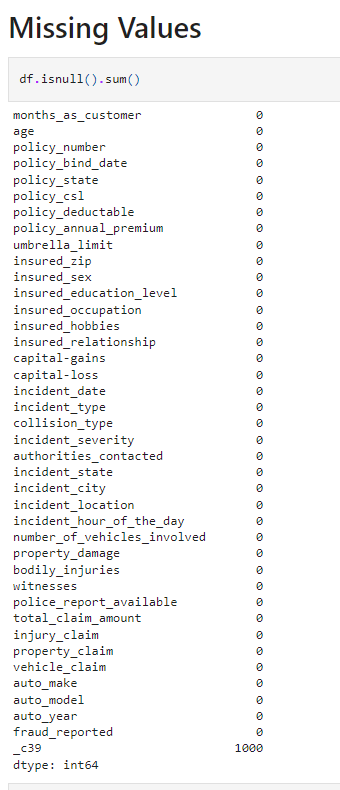 Missing Values
df.isnull().sum()
months_as_customer 0
age 0
policy_number 0
policy_bind_date 0
policy_state 0
policy_csl 0
policy_deductable 0
policy_annual_premium 0
umbrella_limit 0
insured_zip 0
insured_sex 0
insured_education_level 0
insured_occupation 0
insured_hobbies 0
insured_relationship 0
capital-gains 0
capital-loss 0
incident_date 0
incident_type 0
collision_type 0
incident_severity 0
authorities_contacted 0
incident_state 0
incident_city 0
incident_location 0
incident_hour_of_the_day 0
number_of_vehicles_involved 0
property_damage 0
bodily_injuries 0
witnesses 0
police_report_available 0
total_claim_amount 0
injury_claim 0
property_claim 0
vehicle_claim 0
auto_make 0
auto_model 0
auto_year 0
fraud_reported 0
_c39 1000
dtype: int64